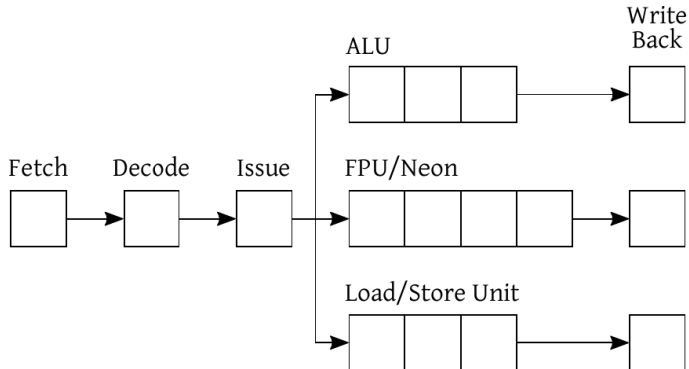 Write
Back
ALU
Fetch
Decode
Issue
FPU/Neon
Load/Store Unit